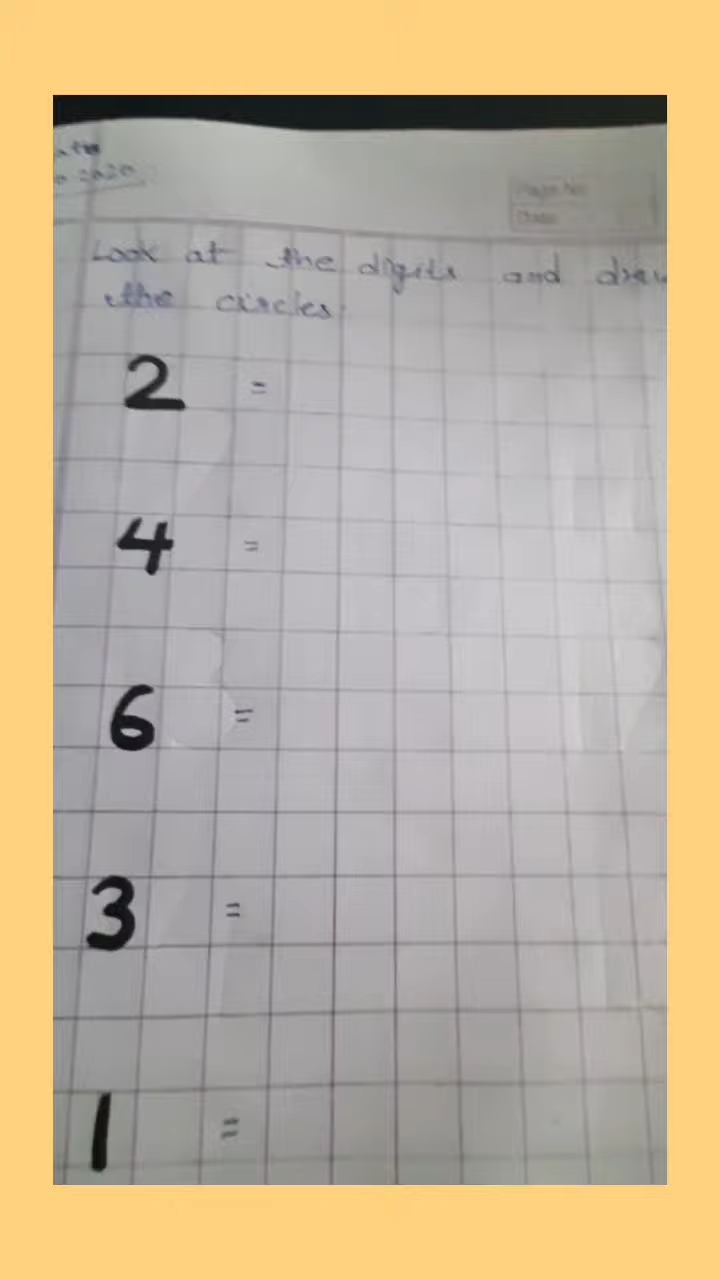 Look at the digits and draw
the circles.
2 =
4 =
6 =
3 =
1 =